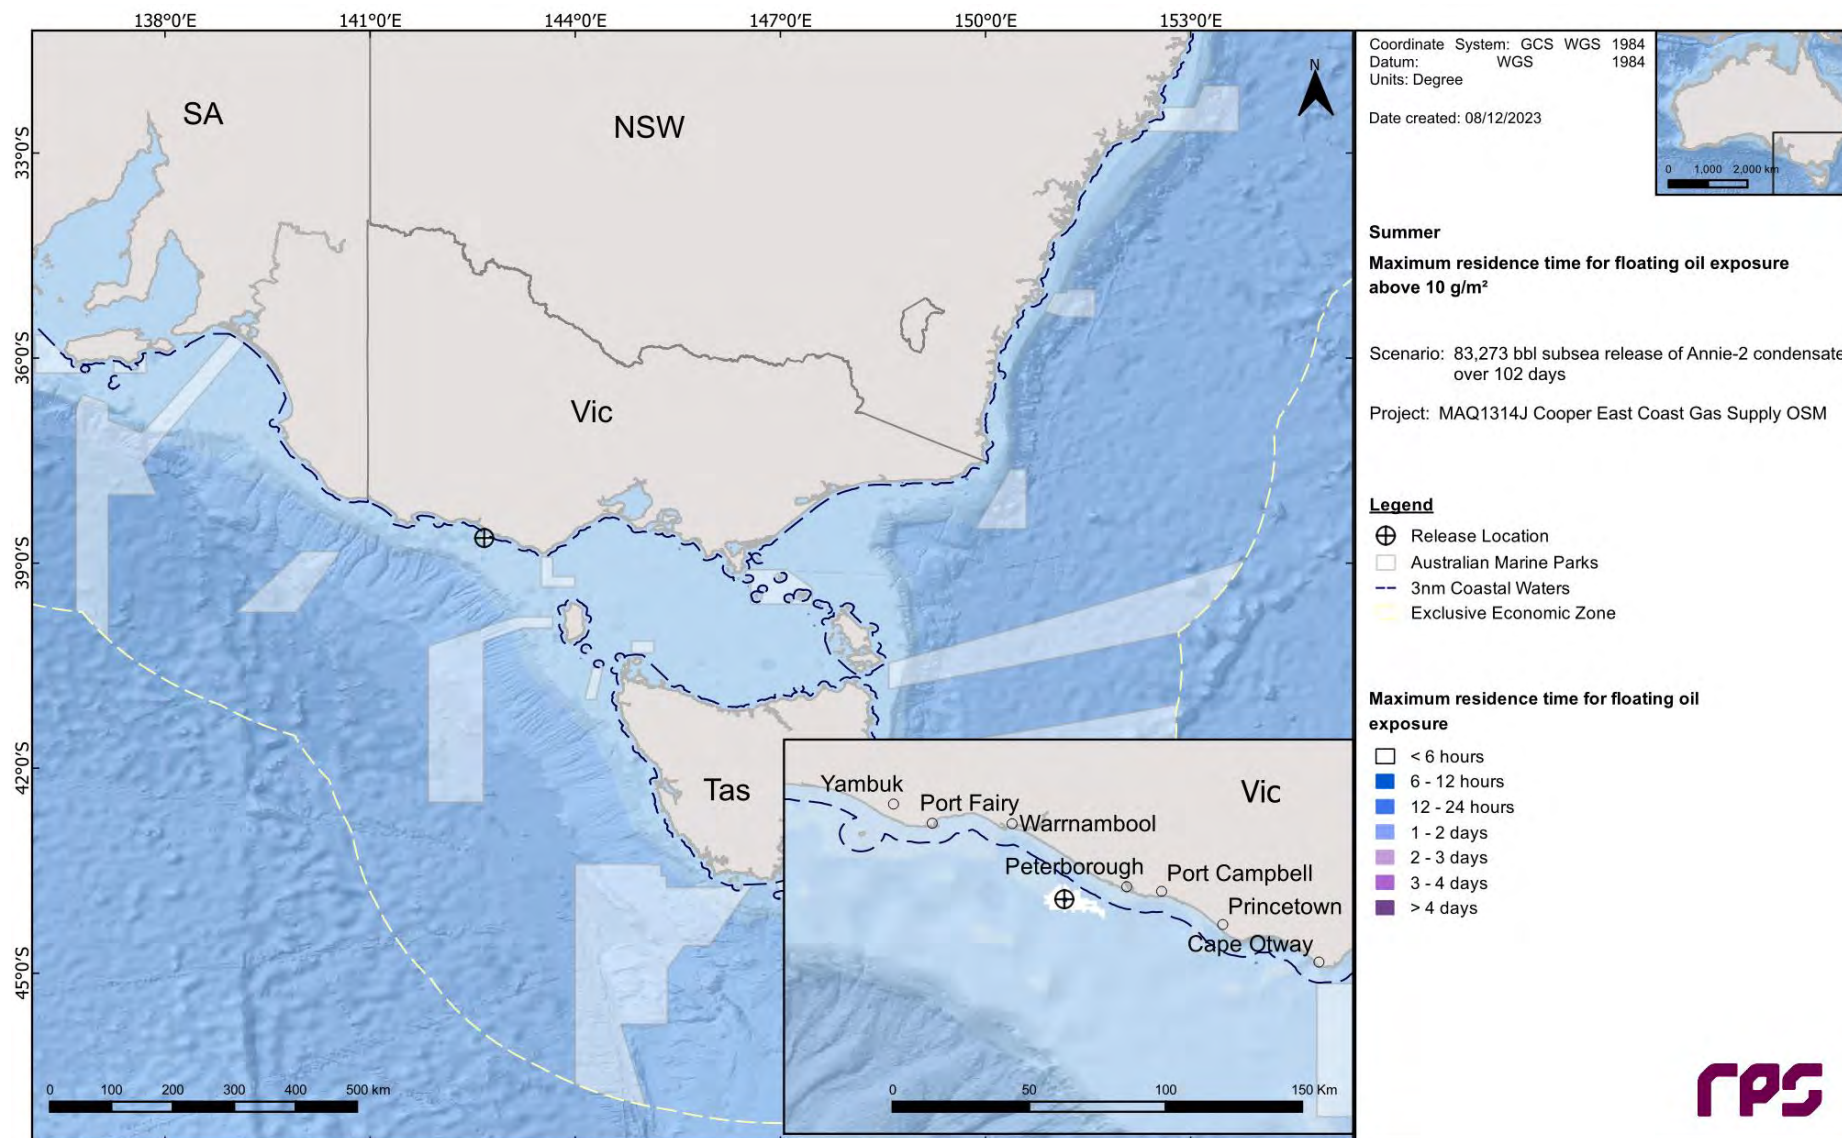 138°0'E 141°0'E 144°0'E 147°0'E 150°0'E 153°0'E
33°0'S
36°0'S
39°0'S
42°0'S
45°0'S
SA
NSW
Vic
Tas
0 100 200 300 400 500 km
Vic
Yambuk
Port Fairy
Warrnambool
Peterborough
Port Campbell
Princetown
Cape Otway
0 50 100 150 Km
N
Coordinate System: GCS WGS 1984
Datum: WGS 1984
Units: Degree
Date created: 08/12/2023
0 1,000 2,000 km
Summer
Maximum residence time for floating oil exposure
above 10 g/m²
Scenario: 83,273 bbl subsea release of Annie-2 condensate
over 102 days
Project: MAQ1314J Cooper East Coast Gas Supply OSM
Legend
Release Location
Australian Marine Parks
3nm Coastal Waters
Exclusive Economic Zone
Maximum residence time for floating oil
exposure
< 6 hours
6 - 12 hours
12 - 24 hours
1 - 2 days
2 - 3 days
3 - 4 days
> 4 days
rps